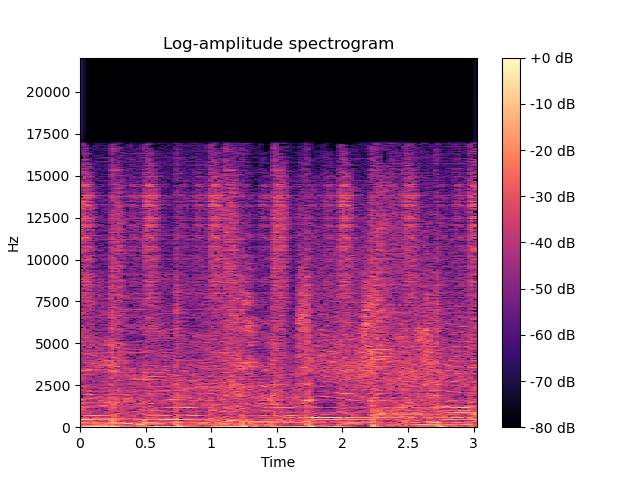 Log-amplitude spectrogram
Hz
20000
17500
15000
12500
10000
7500
5000
2500
0
0 0.5 1 1.5 2 2.5 3
Time
+0 dB
-10 dB
-20 dB
-30 dB
-40 dB
-50 dB
-60 dB
-70 dB
-80 dB